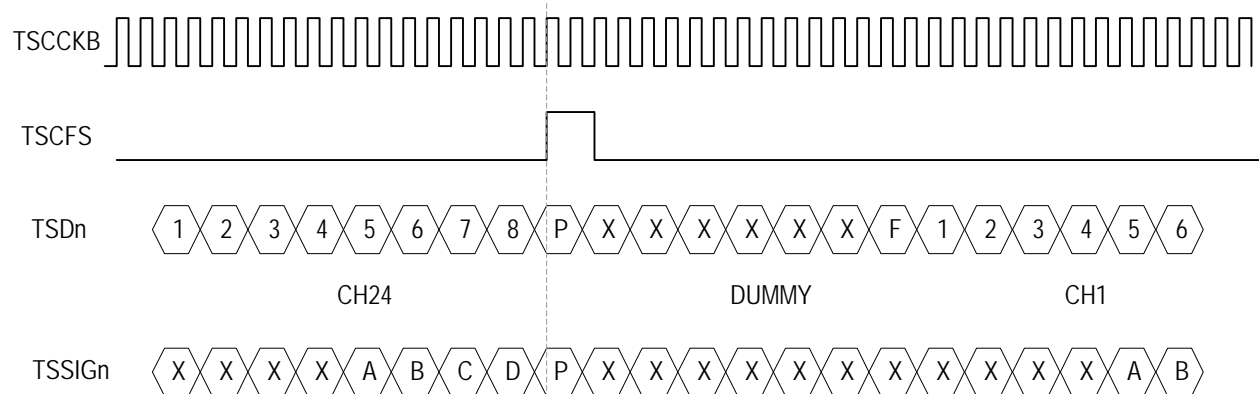 TSCCKB
TSCFS
TSDn 1 2 3 4 5 6 7 8 P X X X X X X F 1 2 3 4 5 6
CH24 DUMMY CH1
TSSIGn X X X X A B C D P X X X X X X X X X X X A B